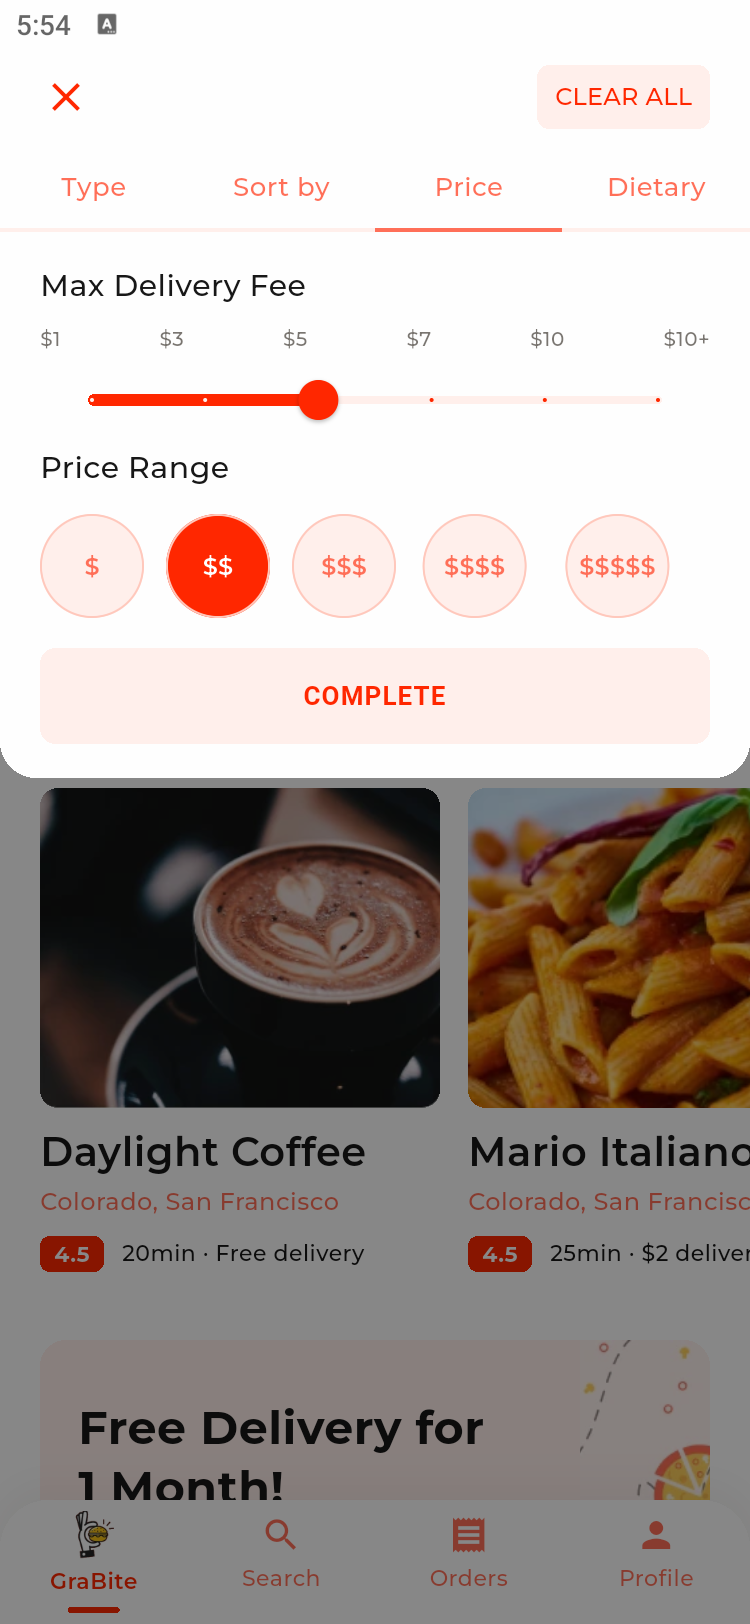 5:54
CLEAR ALL
Type Sort by Price Dietary
Max Delivery Fee
$1 $3 $5 $7 $10 $10+
Price Range
$ $$ $$$ $$$$ $$$$$
COMPLETE
Daylight Coffee
Colorado, San Francisco
4.5 20min · Free delivery
Mario Italiano
Colorado, San Francisc
4.5 25min · $2 deliver
Free Delivery for
1 Month!
GraBite Search Orders Profile